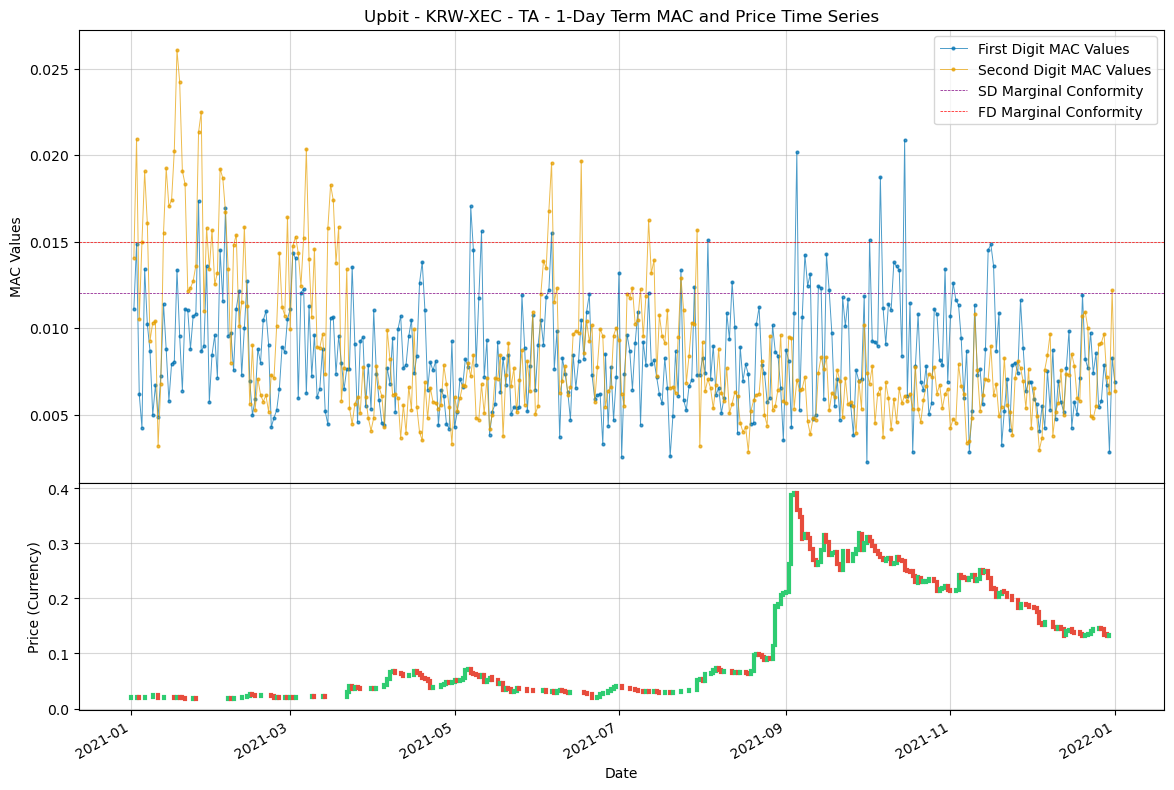 Upbit - KRW-XEC - TA - 1-Day Term MAC and Price Time Series
First Digit MAC Values
Second Digit MAC Values
SD Marginal Conformity
FD Marginal Conformity
MAC Values
0.025
0.020
0.015
0.010
0.005
Price (Currency)
0.4
0.3
0.2
0.1
0.0
2021-01
2021-03
2021-05
2021-07
2021-09
2021-11
2022-01
Date